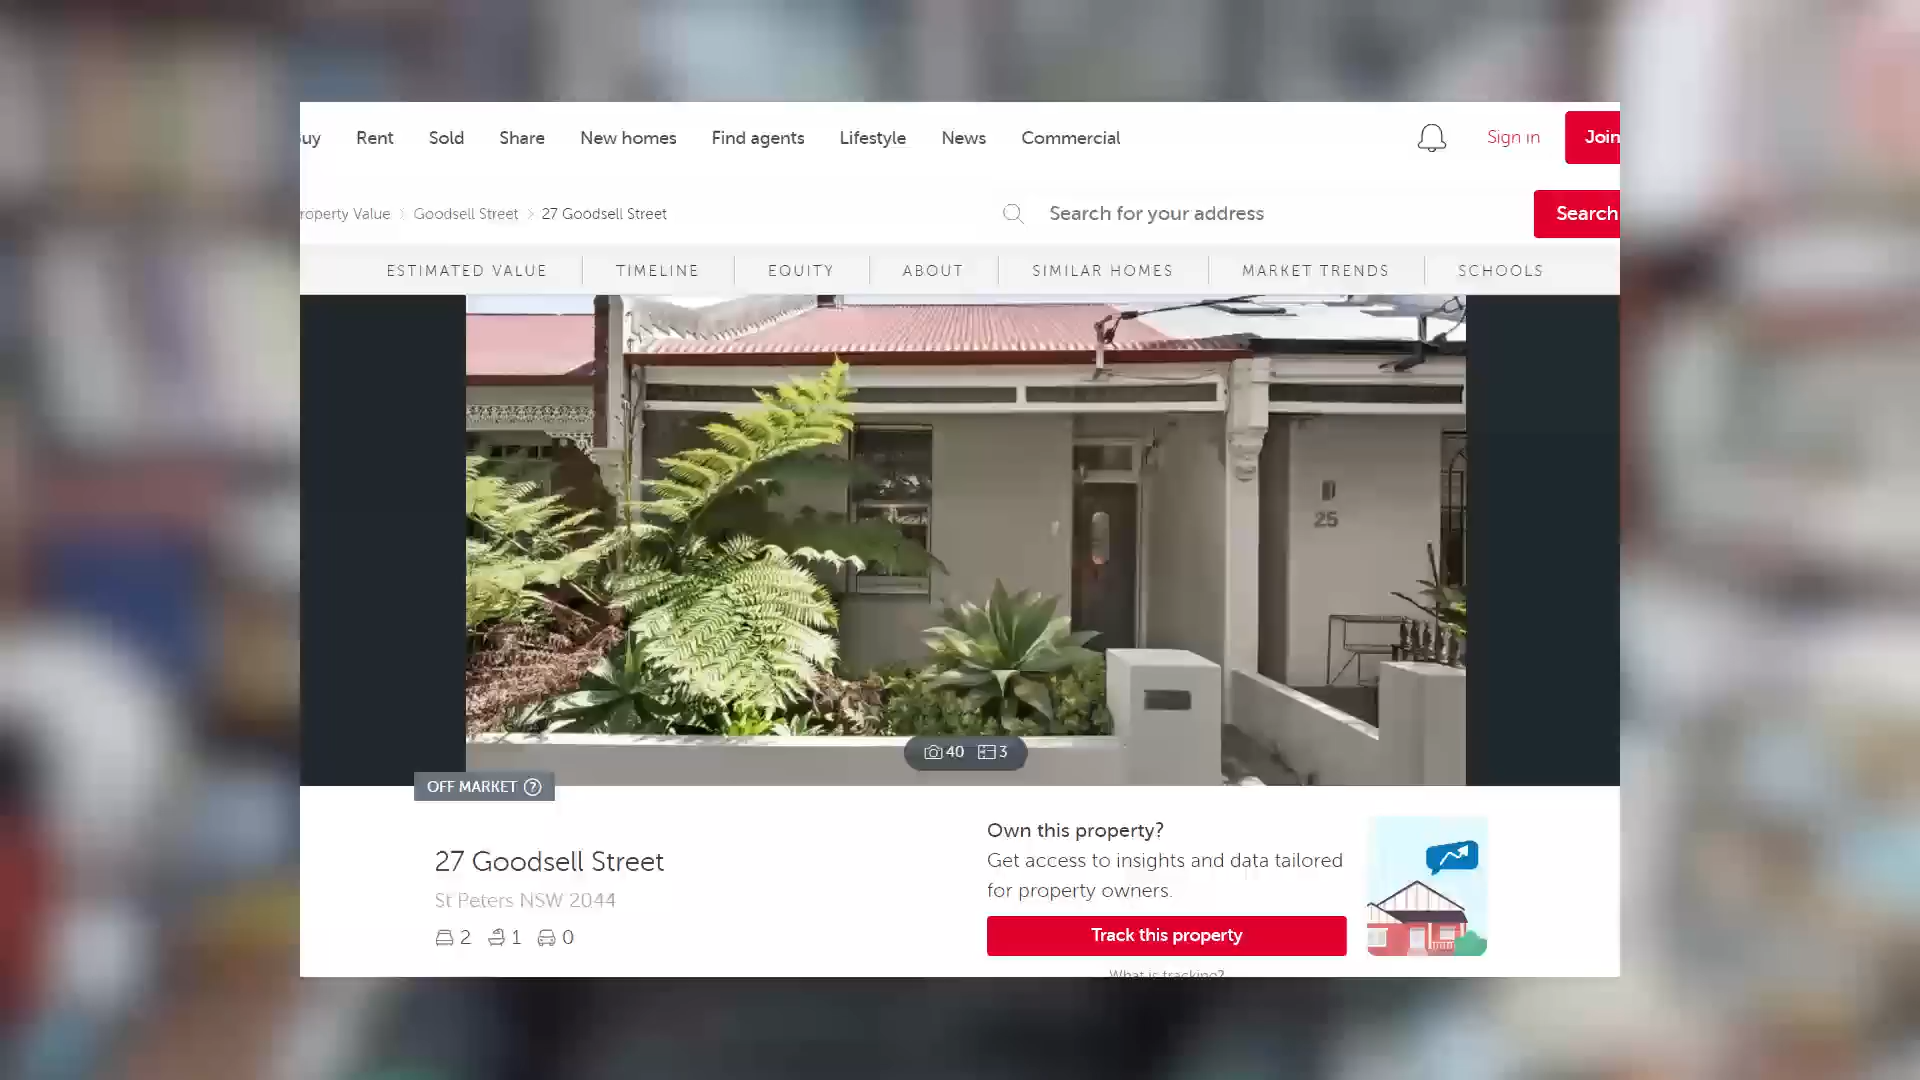 uy Rent Sold Share New homes Find agents Lifestyle News Commercial Sign in Join
roperty Value Goodsell Street 27 Goodsell Street Search for your address Search
ESTIMATED VALUE TIMELINE EQUITY ABOUT SIMILAR HOMES MARKET TRENDS SCHOOLS
25
40 3
OFF MARKET ?
27 Goodsell Street
St Peters NSW 2044
2 1 0
Own this property?
Get access to insights and data tailored
for property owners.
Track this property
What is tracking?